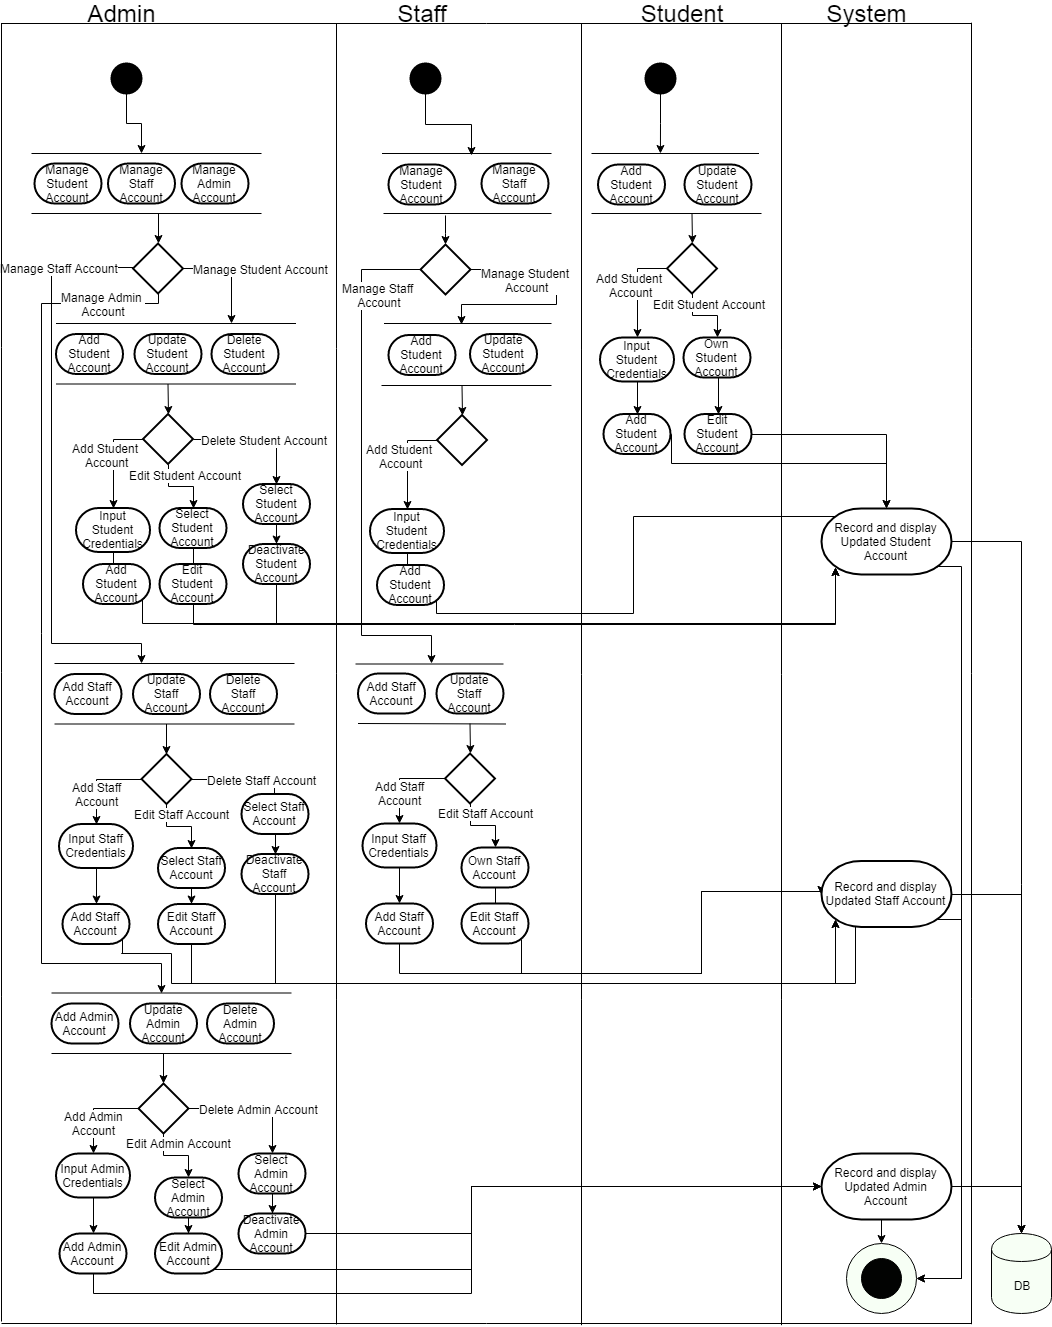 Admin
Staff
Student
System
Manage
Student
Account
Manage
Staff
Account
Manage
Admin
Account
Manage
Student
Account
Manage
Staff
Account
Add
Student
Account
Update
Student
Account
Manage Staff Account
Manage Student Account
Manage Admin
Account
Manage Staff
Account
Manage Student
Account
Add Student
Account
Edit Student Account
Add
Student
Account
Update
Student
Account
Delete
Student
Account
Add
Student
Account
Update
Student
Account
Input
Student
Credentials
Own
Student
Account
Add
Student
Account
Edit
Student
Account
Add Student
Account
Edit Student Account
Delete Student Account
Add Student
Account
Input
Student
Credentials
Select
Student
Account
Select
Student
Account
Input
Student
Credentials
Record and display
Updated Student
Account
Add
Student
Account
Edit
Student
Account
Deactivate
Student
Account
Add
Student
Account
Add Staff
Account
Update
Staff
Account
Delete
Staff
Account
Add Staff
Account
Update
Staff
Account
Add Staff
Account
Edit Staff Account
Delete Staff Account
Add Staff
Account
Edit Staff Account
Input Staff
Credentials
Select Staff
Account
Select Staff
Account
Input Staff
Credentials
Own Staff
Account
Deactivate
Staff
Account
Record and display
Updated Staff Account
Add Staff
Account
Edit Staff
Account
Add Staff
Account
Edit Staff
Account
Add Admin
Account
Update
Admin
Account
Delete
Admin
Account
Add Admin
Account
Edit Admin Account
Delete Admin Account
Input Admin
Credentials
Select
Admin
Account
Select
Admin
Account
Record and display
Updated Admin
Account
Add Admin
Account
Edit Admin
Account
Deactivate
Admin
Account
DB